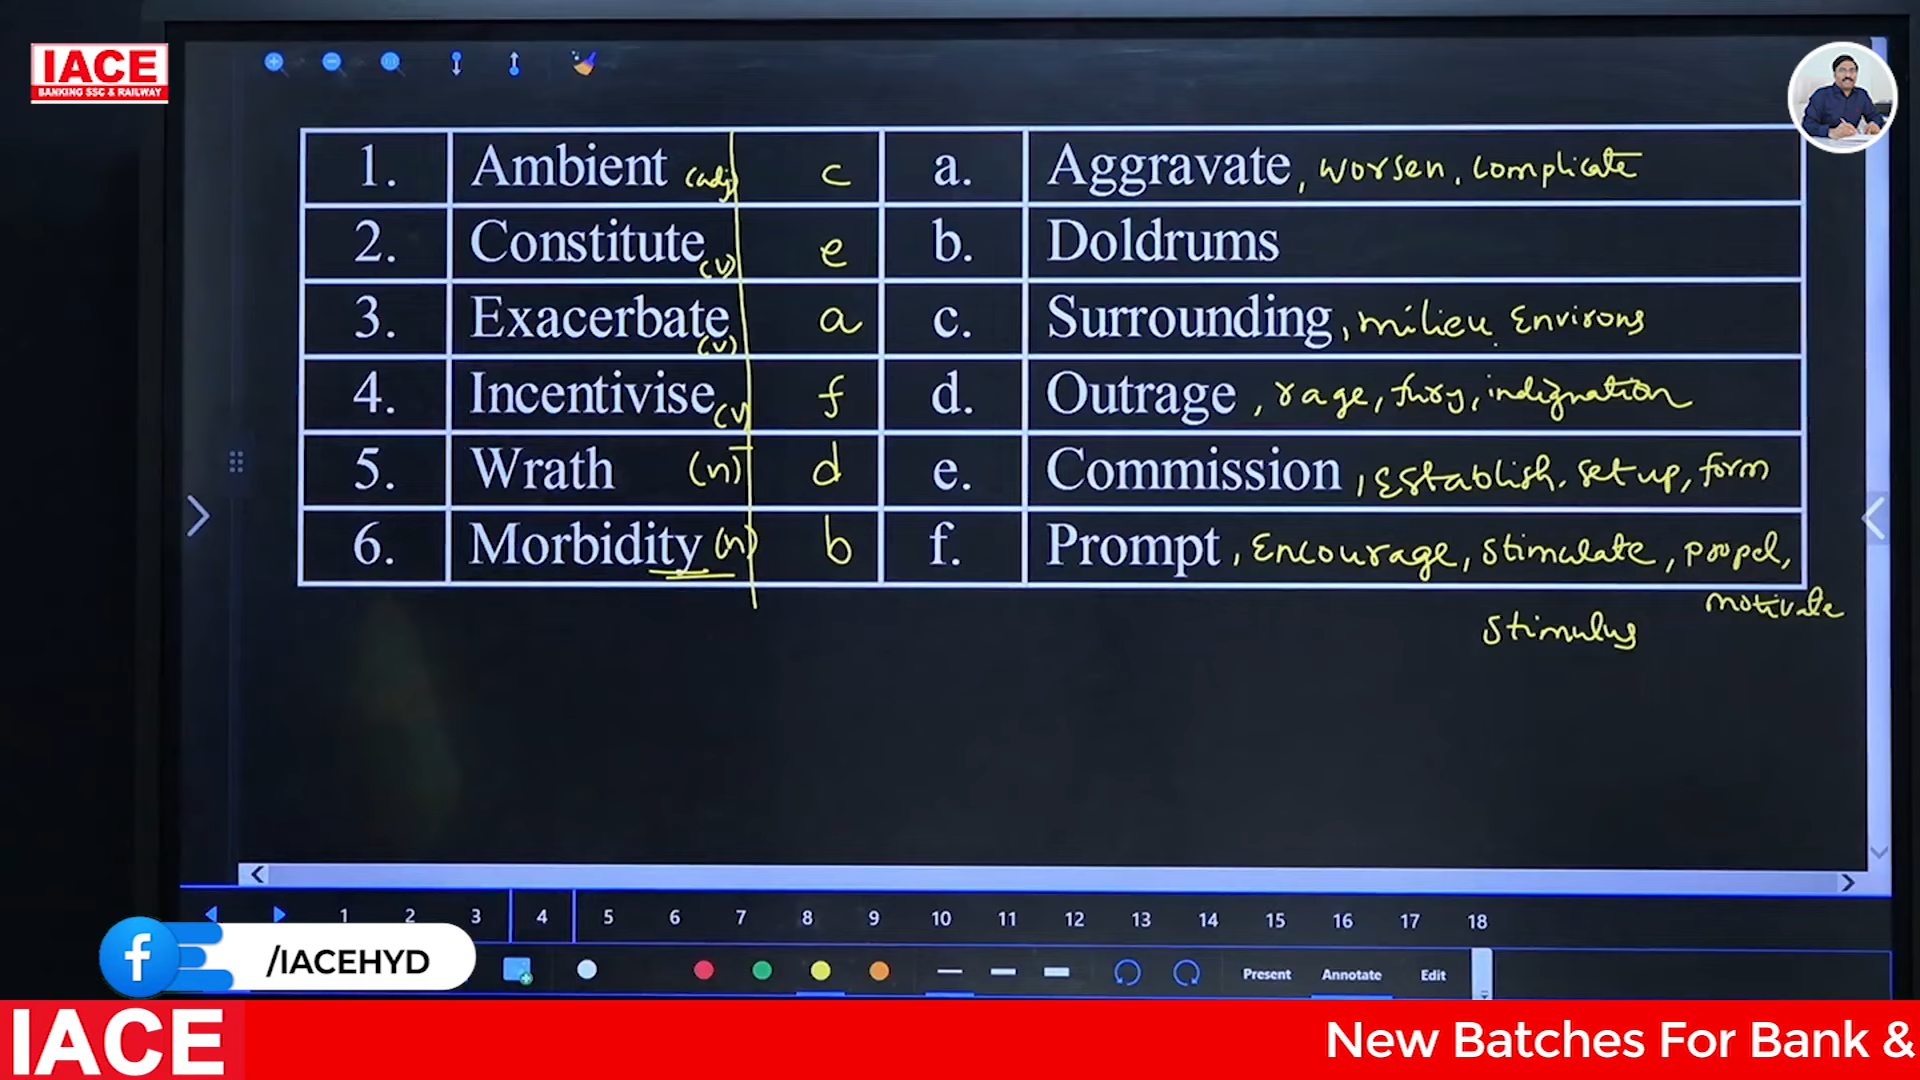 IACE
BANKING SSC & RAILWAY
1. Ambient (adj) c a. Aggravate, worsen, complicate
2. Constitute (v) e b. Doldrums
3. Exacerbate (v) a c. Surrounding, milieu, Environs
4. Incentivise (v) f d. Outrage, rage, fury, indignation
5. Wrath (n) d e. Commission, Establish, set up, form
6. Morbidity (n) b f. Prompt, Encourage, stimulate, propel,
motivate
stimulus
1 2 3 4 5 6 7 8 9 10 11 12 13 14 15 16 17 18
f /IACEHYD
Present Annotate Edit
IACE New Batches For Bank &